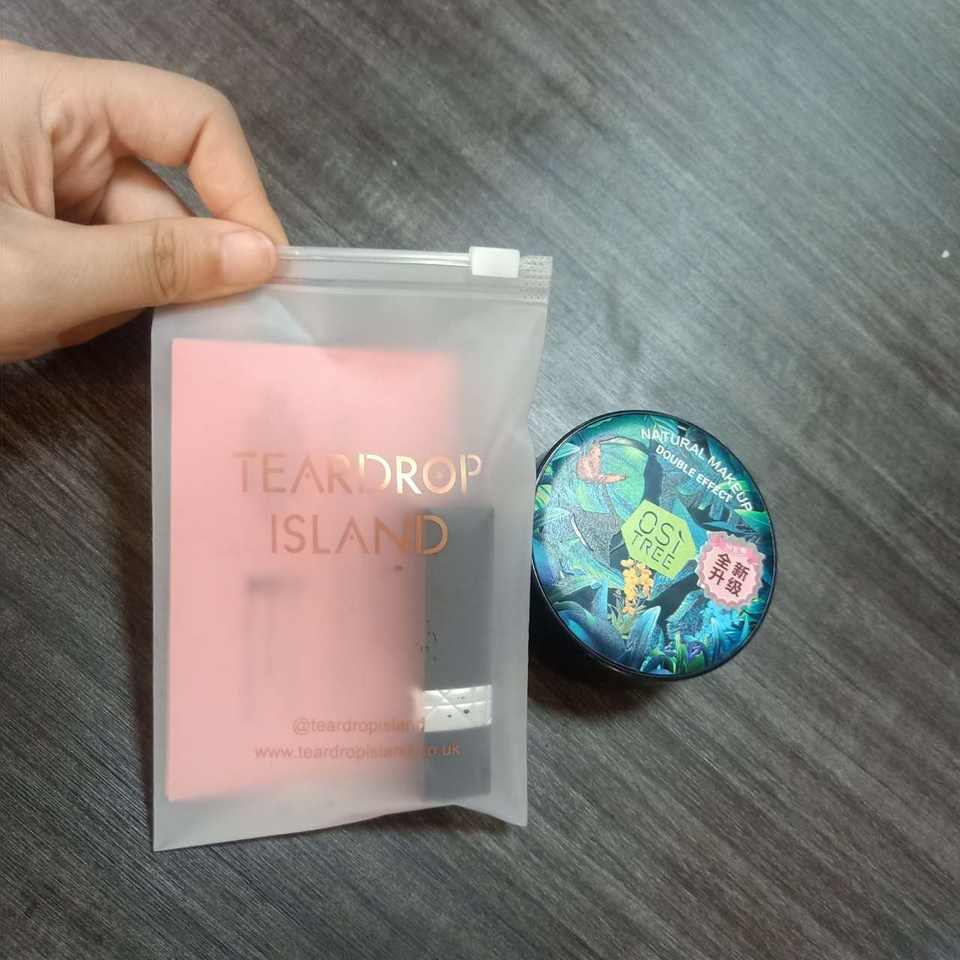 TEARDROP
ISLAND
@teardropisland
www.teardropisland.co.uk
NATURAL MAKEUP
DOUBLE EFFECT
OSi
TREE
全新
升级